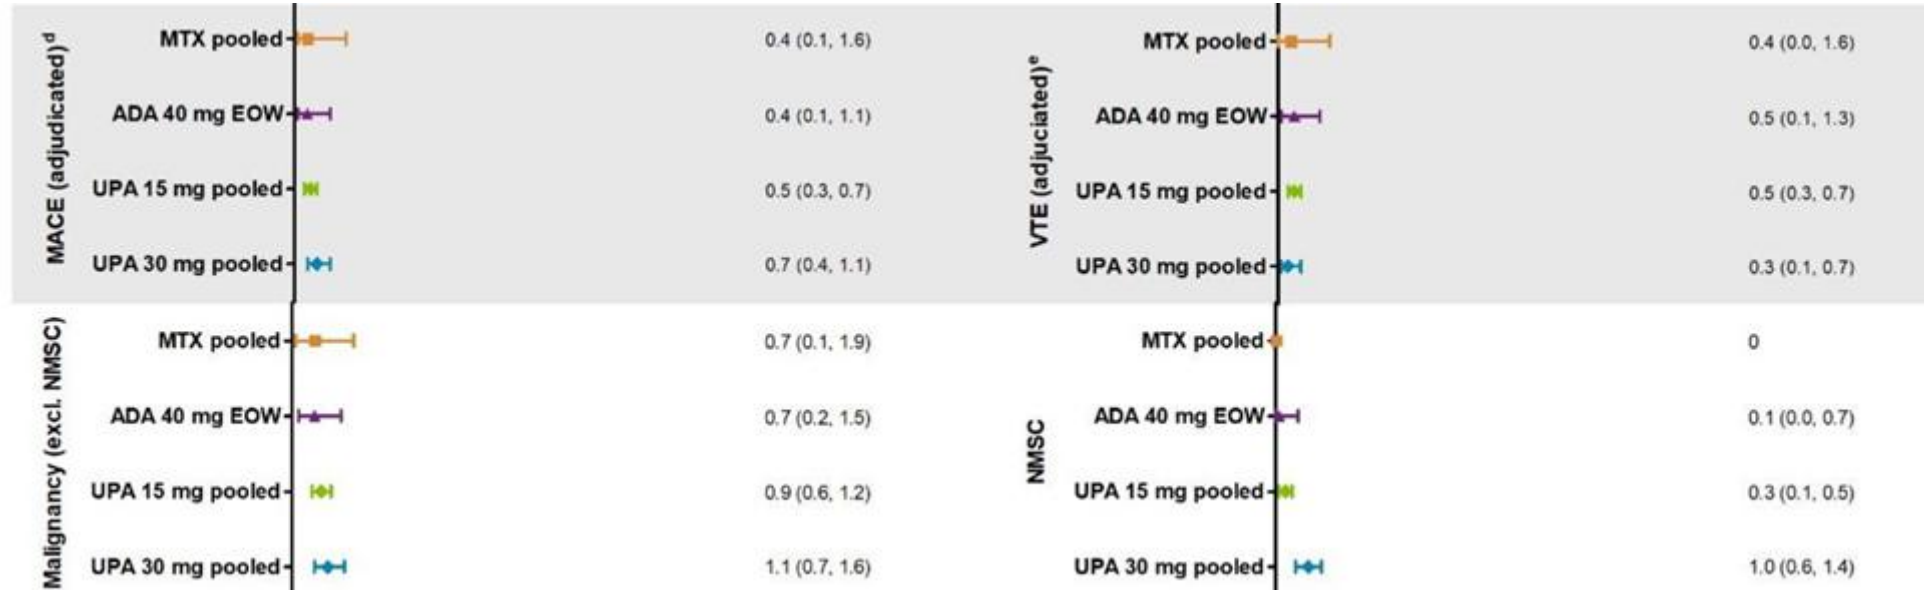 MACE (adjudicated)d
MTX pooled 0.4 (0.1, 1.6)
ADA 40 mg EOW 0.4 (0.1, 1.1)
UPA 15 mg pooled 0.5 (0.3, 0.7)
UPA 30 mg pooled 0.7 (0.4, 1.1)
VTE (adjuciated)e
MTX pooled 0.4 (0.0, 1.6)
ADA 40 mg EOW 0.5 (0.1, 1.3)
UPA 15 mg pooled 0.5 (0.3, 0.7)
UPA 30 mg pooled 0.3 (0.1, 0.7)
Malignancy (excl. NMSC)
MTX pooled 0.7 (0.1, 1.9)
ADA 40 mg EOW 0.7 (0.2, 1.5)
UPA 15 mg pooled 0.9 (0.6, 1.2)
UPA 30 mg pooled 1.1 (0.7, 1.6)
NMSC
MTX pooled 0
ADA 40 mg EOW 0.1 (0.0, 0.7)
UPA 15 mg pooled 0.3 (0.1, 0.5)
UPA 30 mg pooled 1.0 (0.6, 1.4)